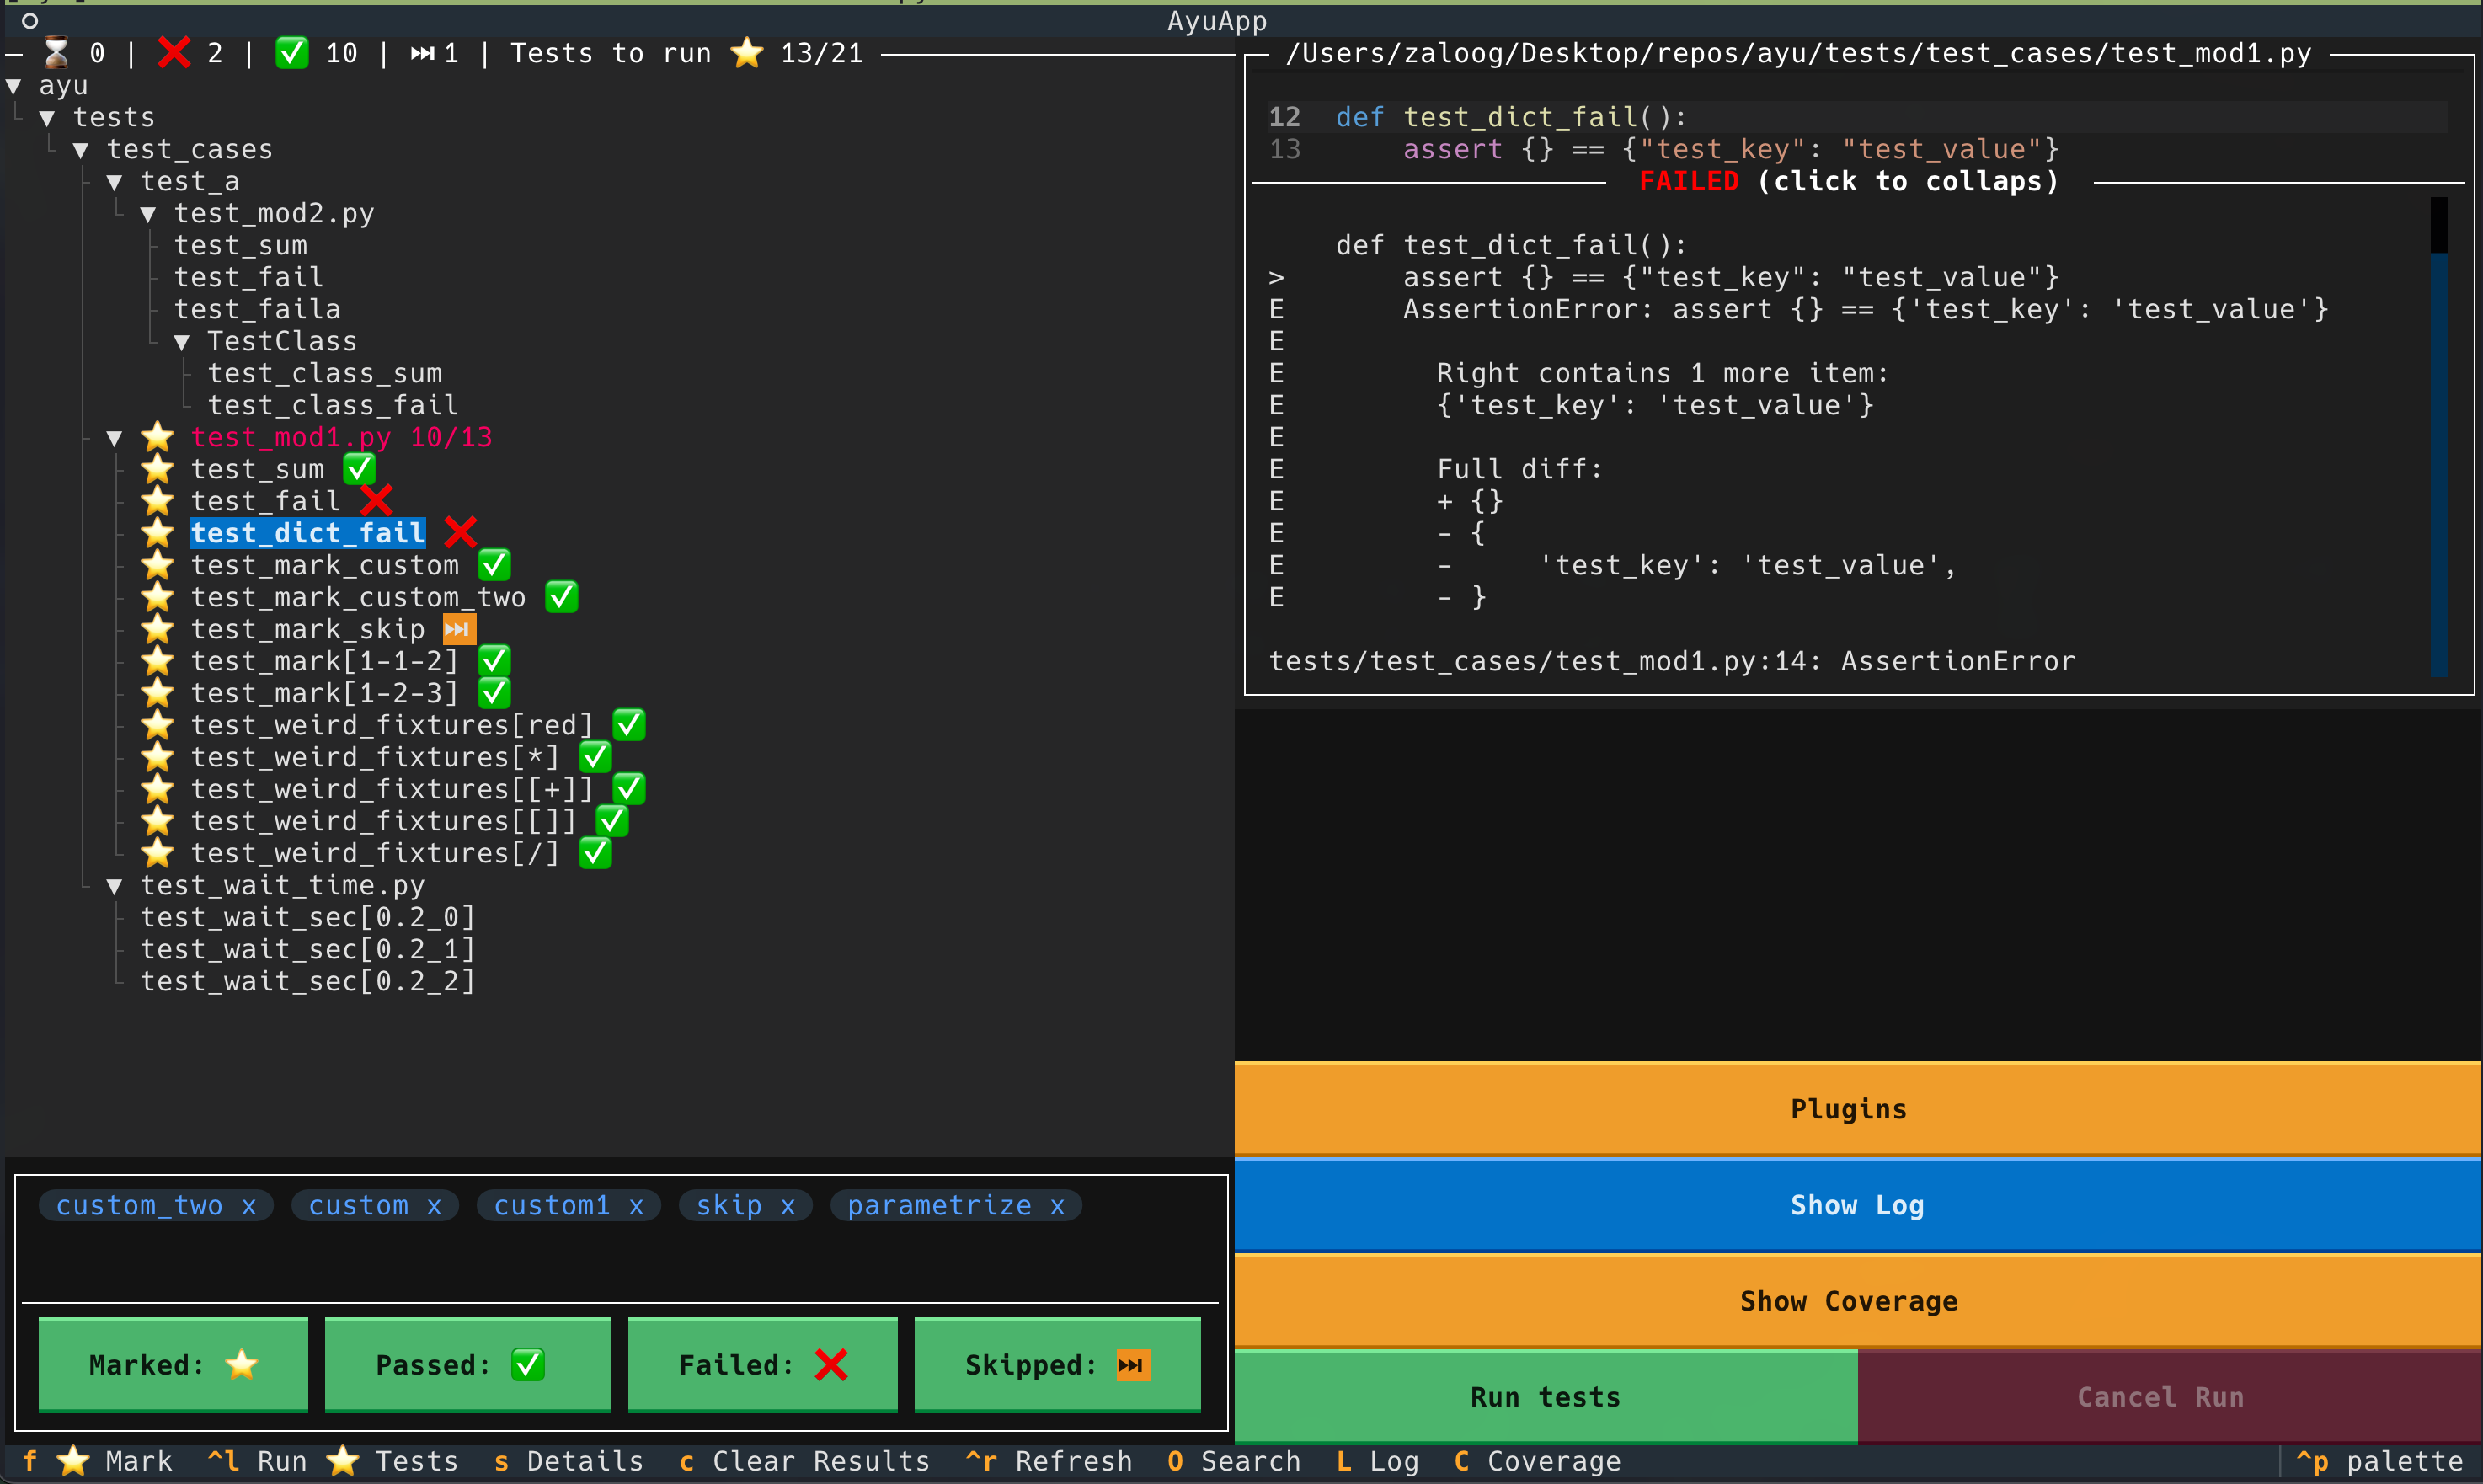 AyuApp
0 | 2 | 10 | 1 | Tests to run 13/21
ayu
tests
test_cases
test_a
test_mod2.py
test_sum
test_fail
test_faila
TestClass
test_class_sum
test_class_fail
test_mod1.py 10/13
test_sum
test_fail
test_dict_fail
test_mark_custom
test_mark_custom_two
test_mark_skip
test_mark[1-1-2]
test_mark[1-2-3]
test_weird_fixtures[red]
test_weird_fixtures[*]
test_weird_fixtures[[+]]
test_weird_fixtures[[]]
test_weird_fixtures[/]
test_wait_time.py
test_wait_sec[0.2_0]
test_wait_sec[0.2_1]
test_wait_sec[0.2_2]
custom_two x custom x custom1 x skip x parametrize x
Marked: Passed: Failed: Skipped:
/Users/zaloog/Desktop/repos/ayu/tests/test_cases/test_mod1.py
12 def test_dict_fail():
13 assert {} == {"test_key": "test_value"}
FAILED (click to collaps)
def test_dict_fail():
> assert {} == {"test_key": "test_value"}
E AssertionError: assert {} == {'test_key': 'test_value'}
E
E Right contains 1 more item:
E {'test_key': 'test_value'}
E
E Full diff:
E + {}
E - {
E - 'test_key': 'test_value',
E - }
tests/test_cases/test_mod1.py:14: AssertionError
Plugins
Show Log
Show Coverage
Run tests Cancel Run
f Mark ^l Run Tests s Details c Clear Results ^r Refresh O Search L Log C Coverage ^p palette